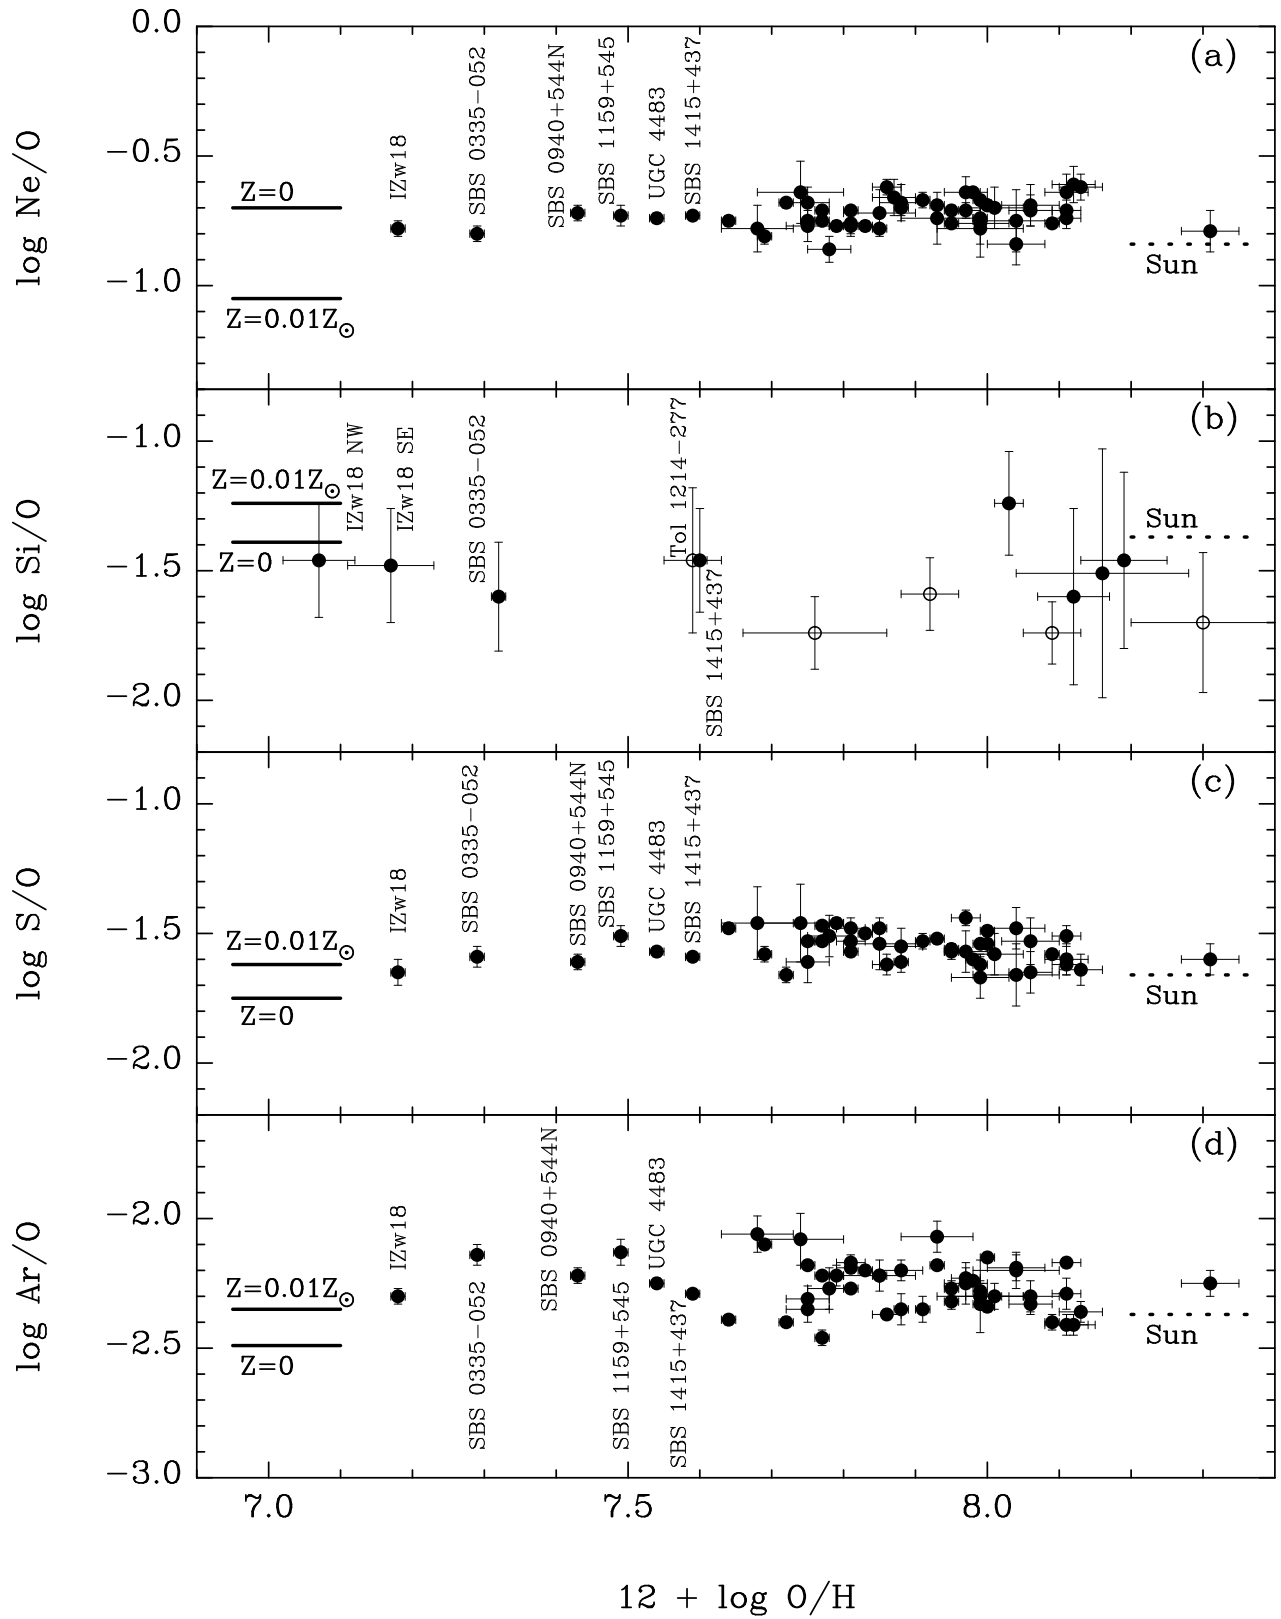 0.0
(a)
−0.5
−1.0
log Ne/O
IZw18
SBS 0335−052
SBS 0940+544N
SBS 1159+545
UGC 4483
SBS 1415+437
Z=0
Z=0.01Z⊙
Sun
(b)
−1.0
−1.5
−2.0
log Si/O
Z=0.01Z⊙
Z=0
IZw18 NW
IZw18 SE
SBS 0335−052
Tol 1214−277
SBS 1415+437
Sun
(c)
−1.0
−1.5
−2.0
log S/O
IZw18
SBS 0335−052
SBS 0940+544N
SBS 1159+545
UGC 4483
SBS 1415+437
Z=0.01Z⊙
Z=0
Sun
(d)
−2.0
−2.5
−3.0
log Ar/O
IZw18
SBS 0335−052
SBS 0940+544N
SBS 1159+545
UGC 4483
SBS 1415+437
Z=0.01Z⊙
Z=0
Sun
7.0 7.5 8.0
12 + log O/H